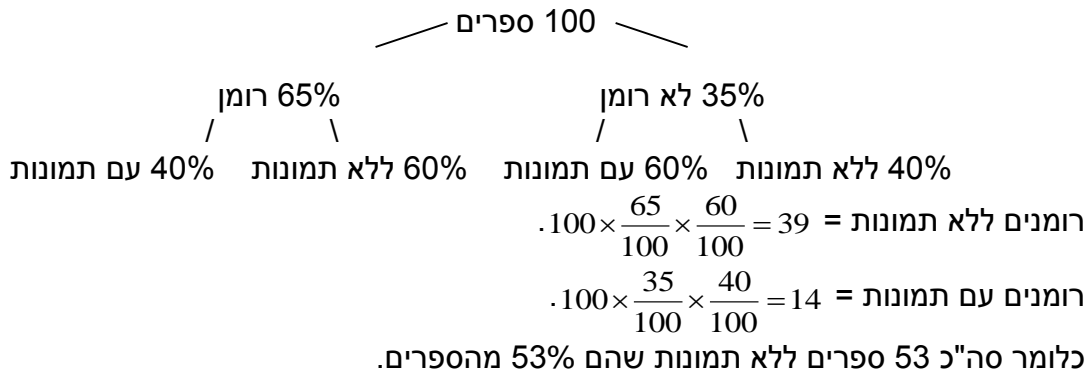 100 ספרים
35% לא רומן 65% רומן
40% ללא תמונות 60% עם תמונות 60% ללא תמונות 40% עם תמונות
רומנים ללא תמונות = 100×65/100×60/100=39.
רומנים עם תמונות = 100×35/100×40/100=14.
כלומר סה"כ 53 ספרים ללא תמונות שהם 53% מהספרים.